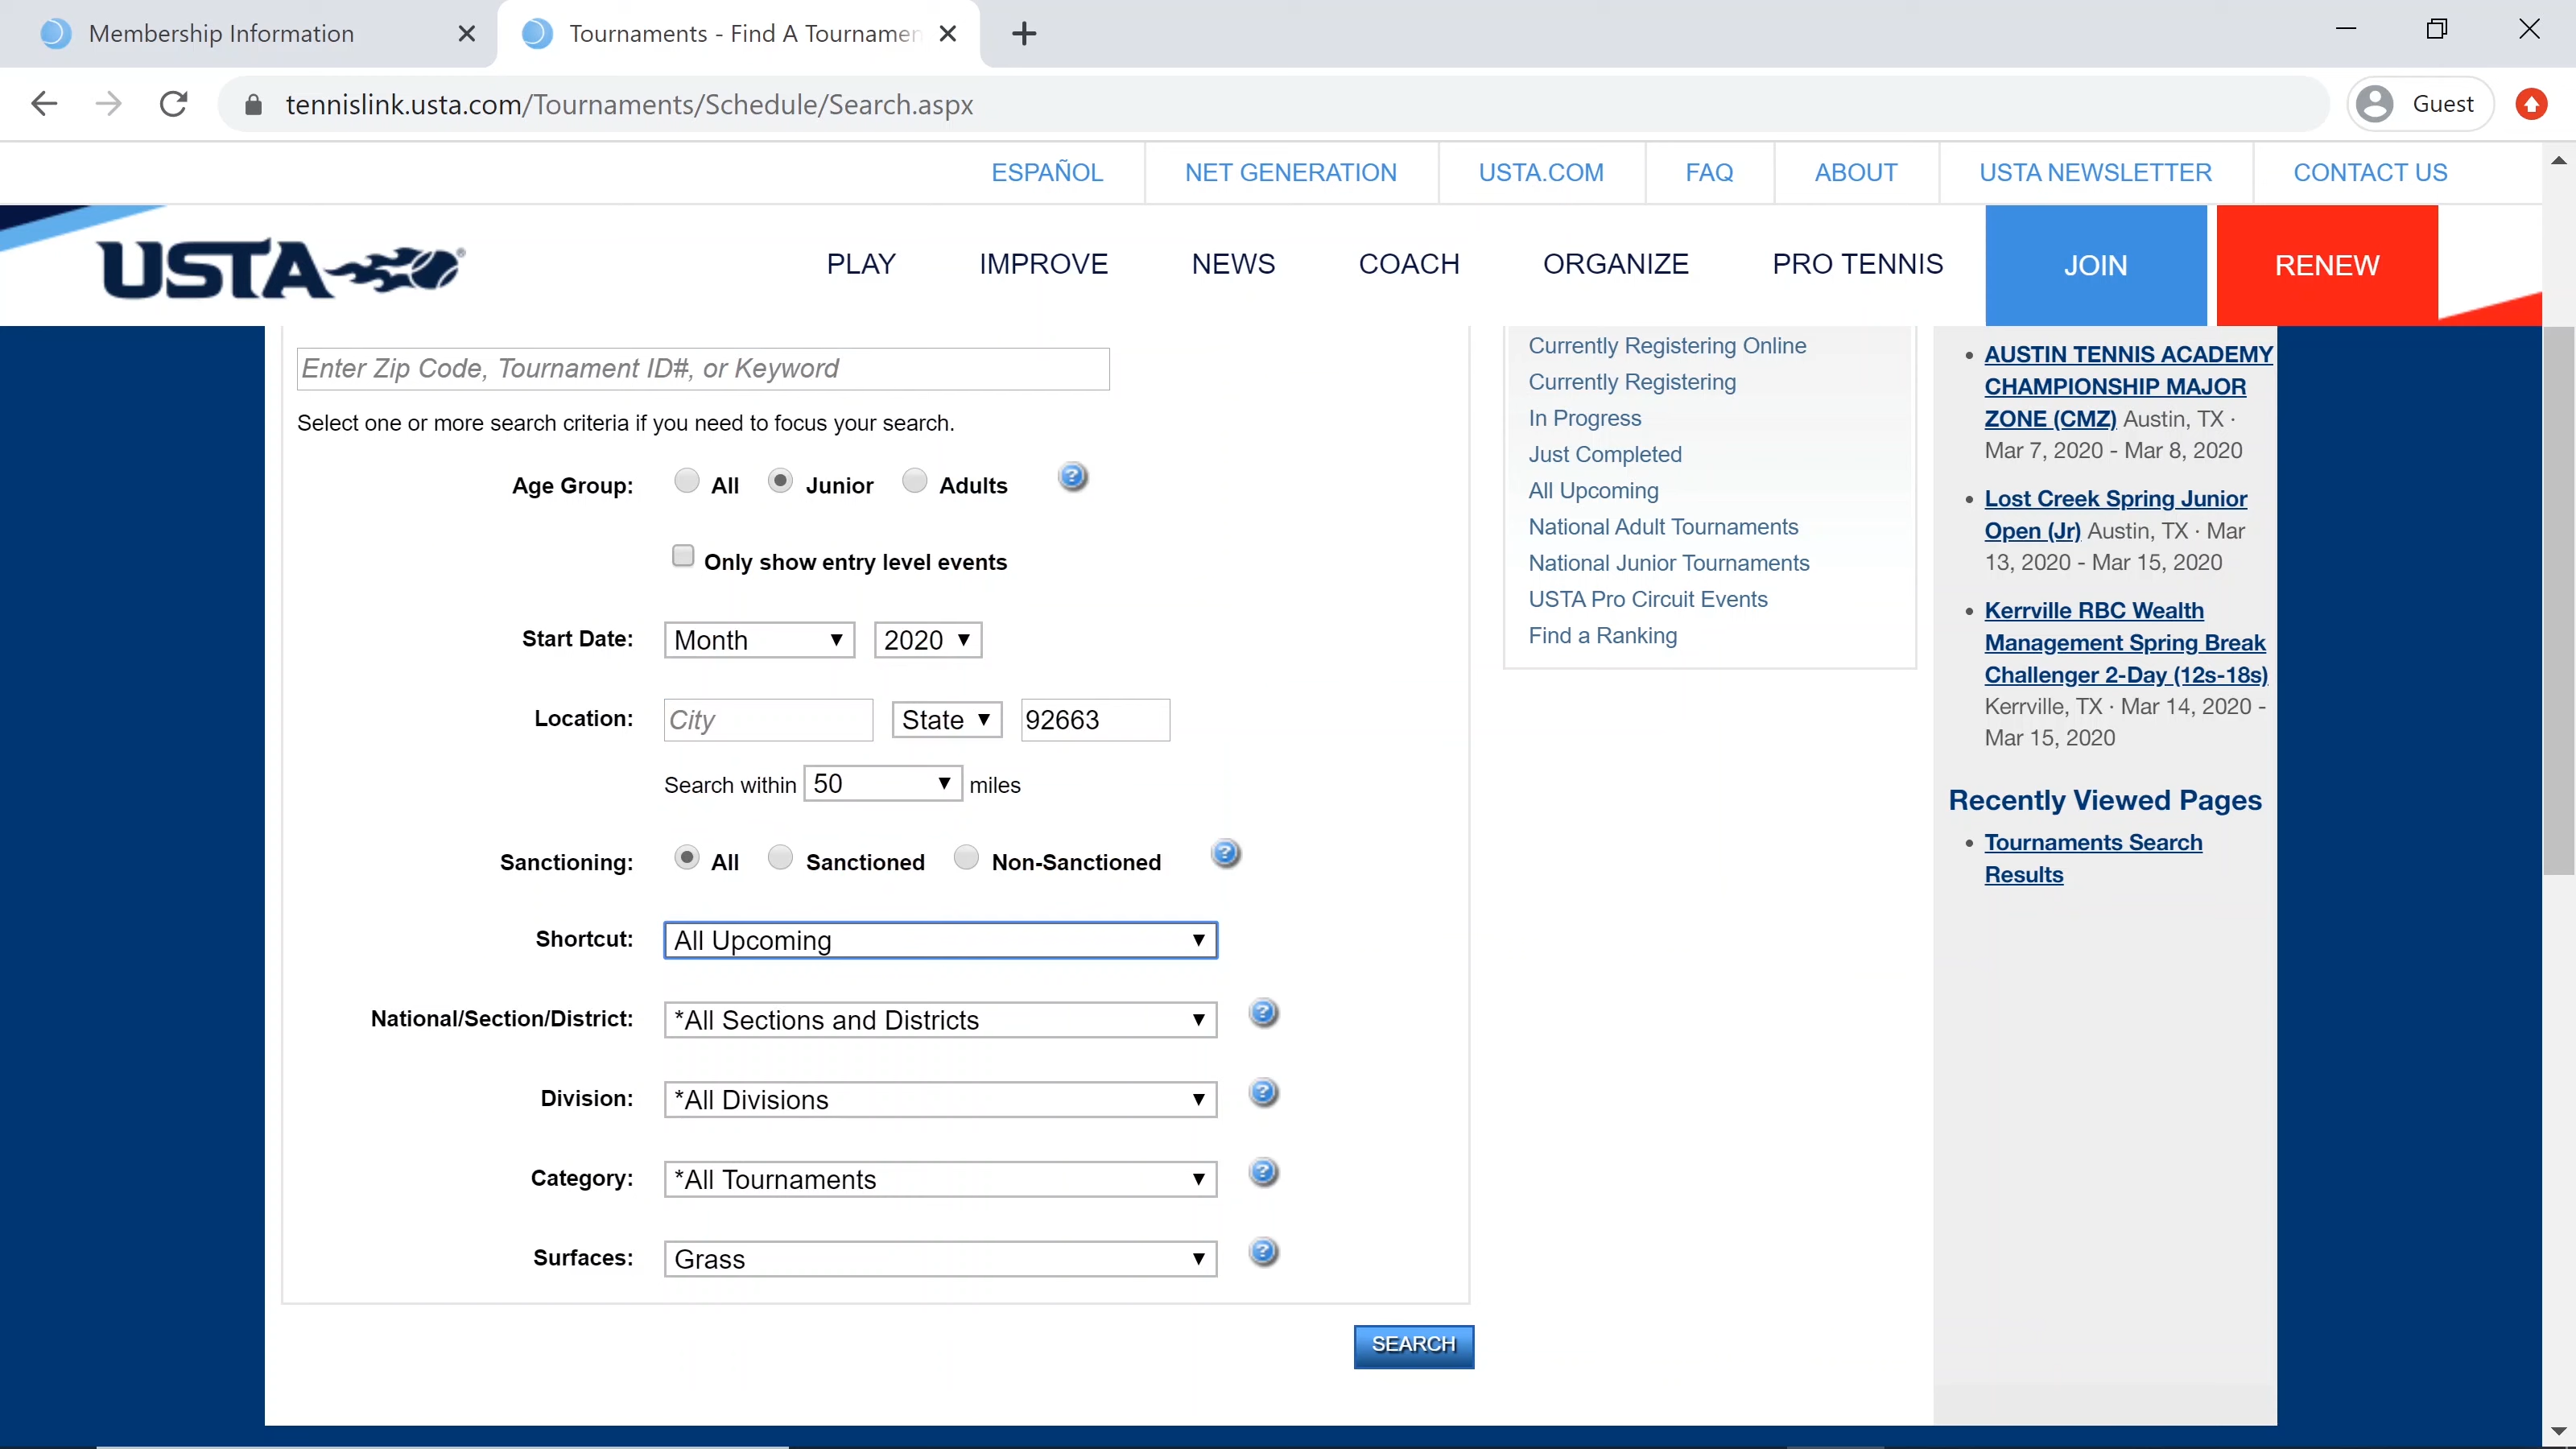 Membership Information
Tournaments - Find A Tournamen
tennislink.usta.com/Tournaments/Schedule/Search.aspx
Guest
ESPAÑOL
NET GENERATION
USTA.COM
FAQ
ABOUT
USTA NEWSLETTER
CONTACT US
USTA
PLAY
IMPROVE
NEWS
COACH
ORGANIZE
PRO TENNIS
JOIN
RENEW
Enter Zip Code, Tournament ID#, or Keyword
Select one or more search criteria if you need to focus your search.
Age Group: All Junior Adults ?
Only show entry level events
Start Date: Month 2020
Location: City State 92663
Search within 50 miles
Sanctioning: All Sanctioned Non-Sanctioned ?
Shortcut: All Upcoming
National/Section/District: *All Sections and Districts ?
Division: *All Divisions ?
Category: *All Tournaments ?
Surfaces: Grass ?
SEARCH
Currently Registering Online
Currently Registering
In Progress
Just Completed
All Upcoming
National Adult Tournaments
National Junior Tournaments
USTA Pro Circuit Events
Find a Ranking
• AUSTIN TENNIS ACADEMY
CHAMPIONSHIP MAJOR
ZONE (CMZ) Austin, TX ·
Mar 7, 2020 - Mar 8, 2020
• Lost Creek Spring Junior
Open (Jr) Austin, TX · Mar
13, 2020 - Mar 15, 2020
• Kerrville RBC Wealth
Management Spring Break
Challenger 2-Day (12s-18s)
Kerrville, TX · Mar 14, 2020 -
Mar 15, 2020
Recently Viewed Pages
• Tournaments Search
Results